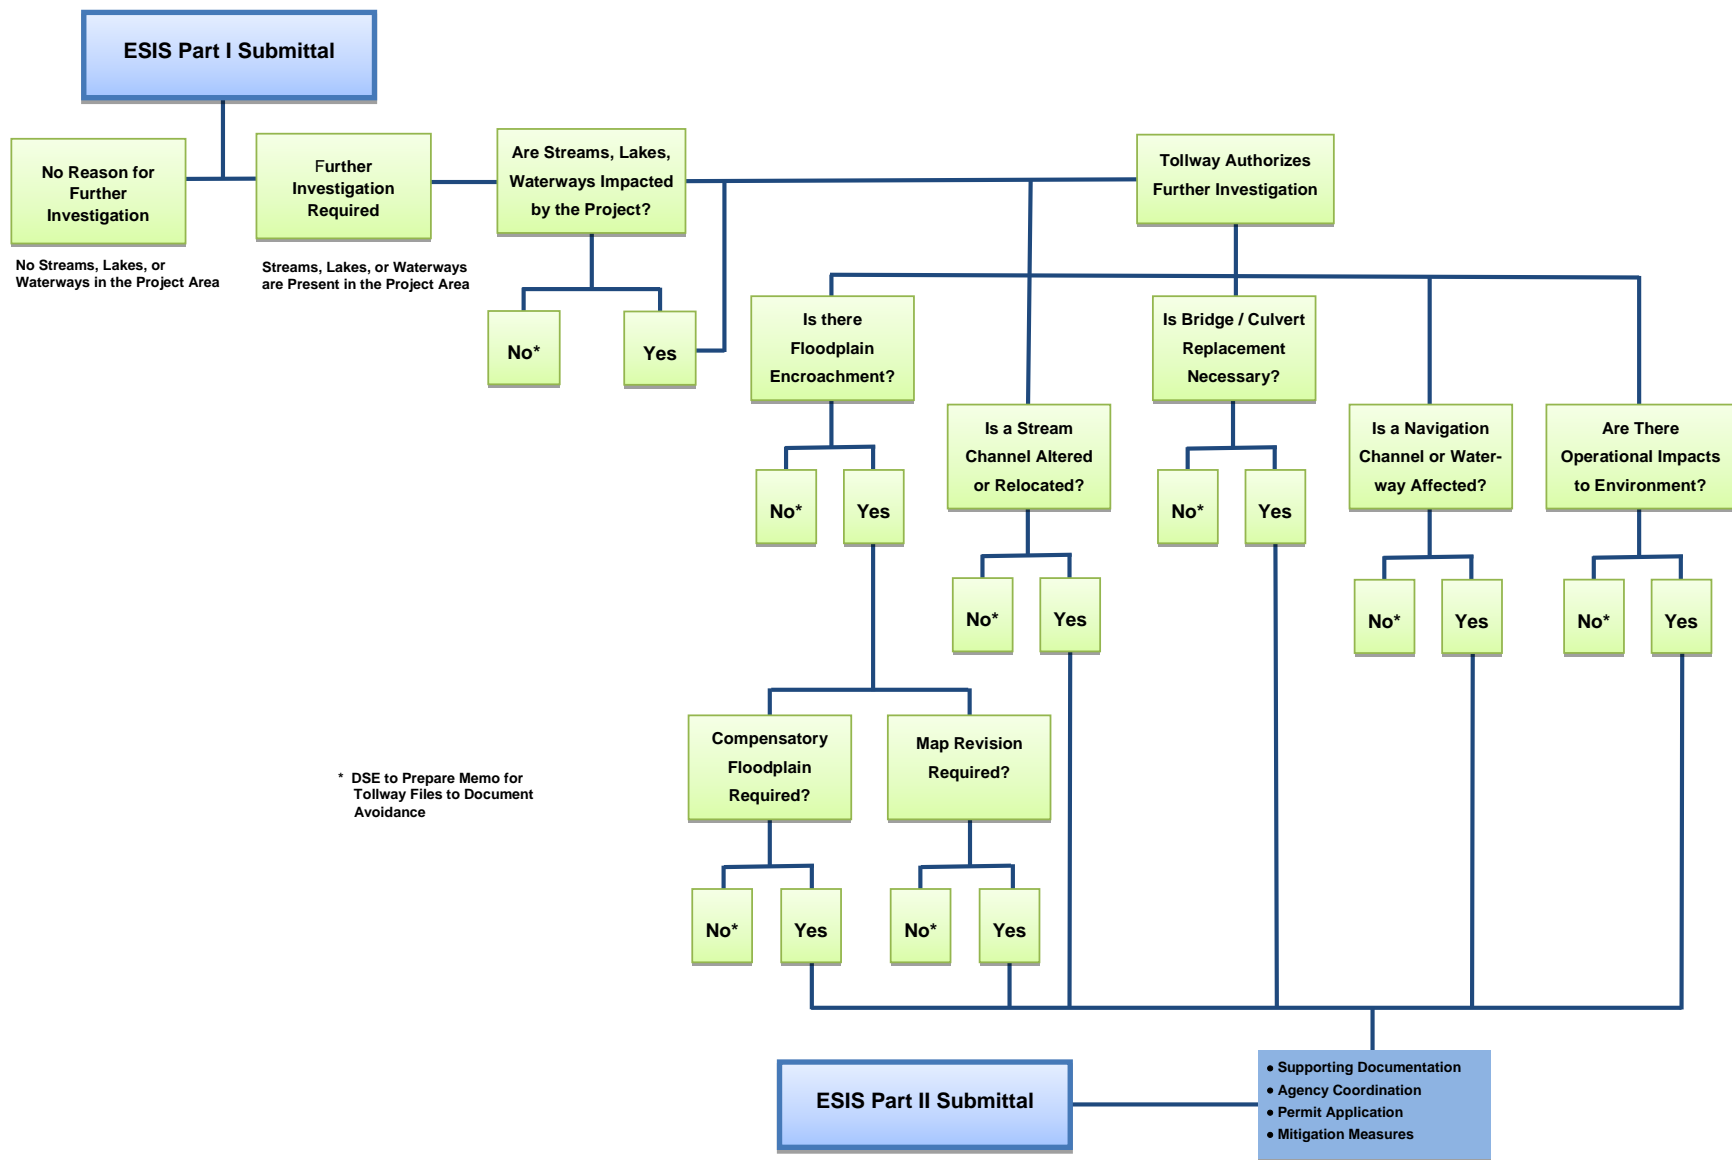 ESIS Part I Submittal
No Reason for
Further
Investigation
Further
Investigation
Required
Are Streams, Lakes,
Waterways Impacted
by the Project?
Tollway Authorizes
Further Investigation
No Streams, Lakes, or
Waterways in the Project Area
Streams, Lakes, or Waterways
are Present in the Project Area
No*
Yes
Is there
Floodplain
Encroachment?
Is Bridge / Culvert
Replacement
Necessary?
Is a Stream
Channel Altered
or Relocated?
Is a Navigation
Channel or Water-
way Affected?
Are There
Operational Impacts
to Environment?
No*
Yes
No*
Yes
No*
Yes
No*
Yes
No*
Yes
Compensatory
Floodplain
Required?
Map Revision
Required?
* DSE to Prepare Memo for
Tollway Files to Document
Avoidance
No*
Yes
No*
Yes
ESIS Part II Submittal
• Supporting Documentation
• Agency Coordination
• Permit Application
• Mitigation Measures